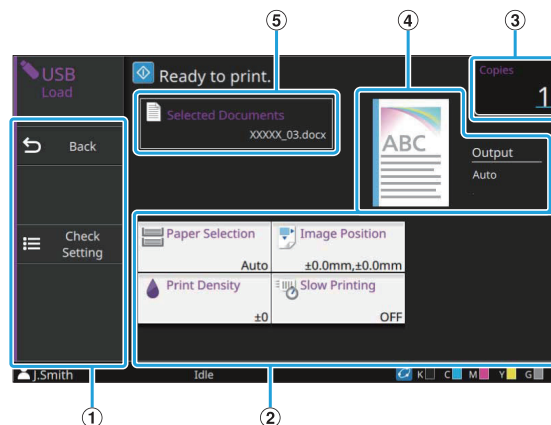 ⑤
④
③
USB
Load
Ready to print.
Copies
1
Selected Documents
XXXXX_03.docx
ABC
Output
Auto
Back
Check
Setting
Paper Selection
Auto
Image Position
±0.0mm,±0.0mm
Print Density
±0
Slow Printing
OFF
J.Smith
Idle
K C M Y G
①
②